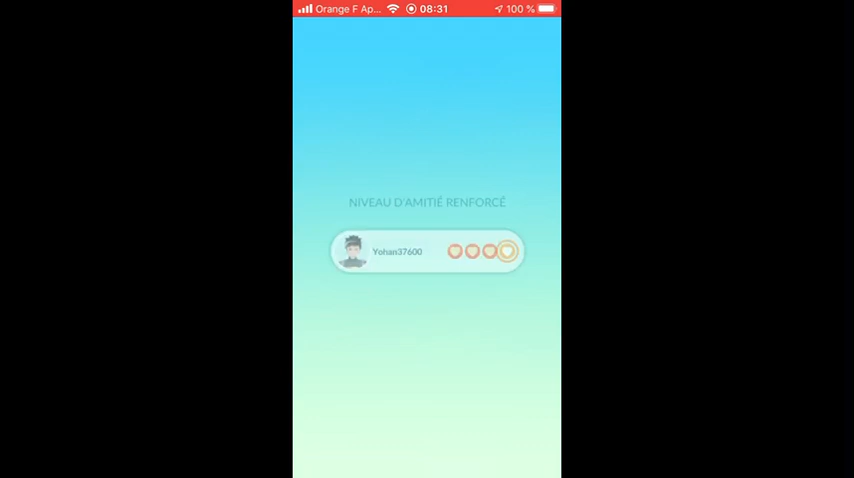 Orange F Ap... 08:31 100 %
NIVEAU D'AMITIÉ RENFORCÉ
Yohan37600